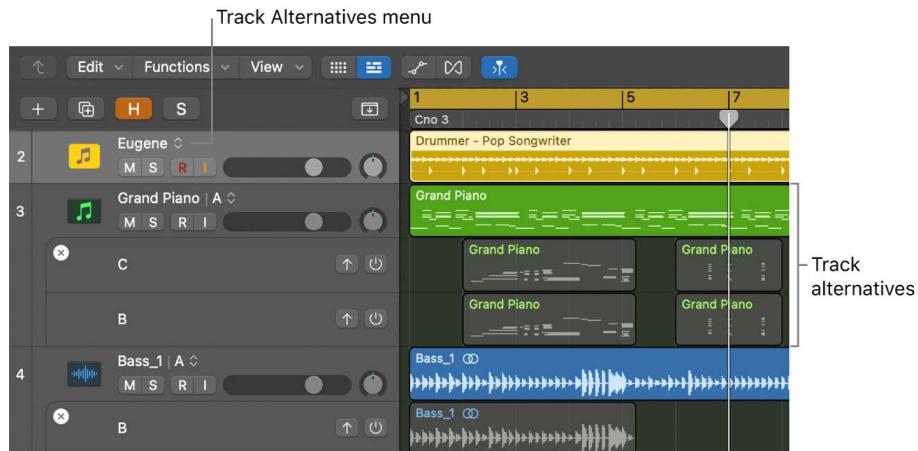 Track Alternatives menu
Edit Functions View
H S
1 3 5 7
Cno 3
2
Eugene
M S R I
Drummer - Pop Songwriter
3
Grand Piano | A
M S R I
Grand Piano
C
Grand Piano
Grand Piano
Track
alternatives
B
Grand Piano
Grand Piano
4
Bass_1 | A
M S R I
Bass_1
B
Bass_1